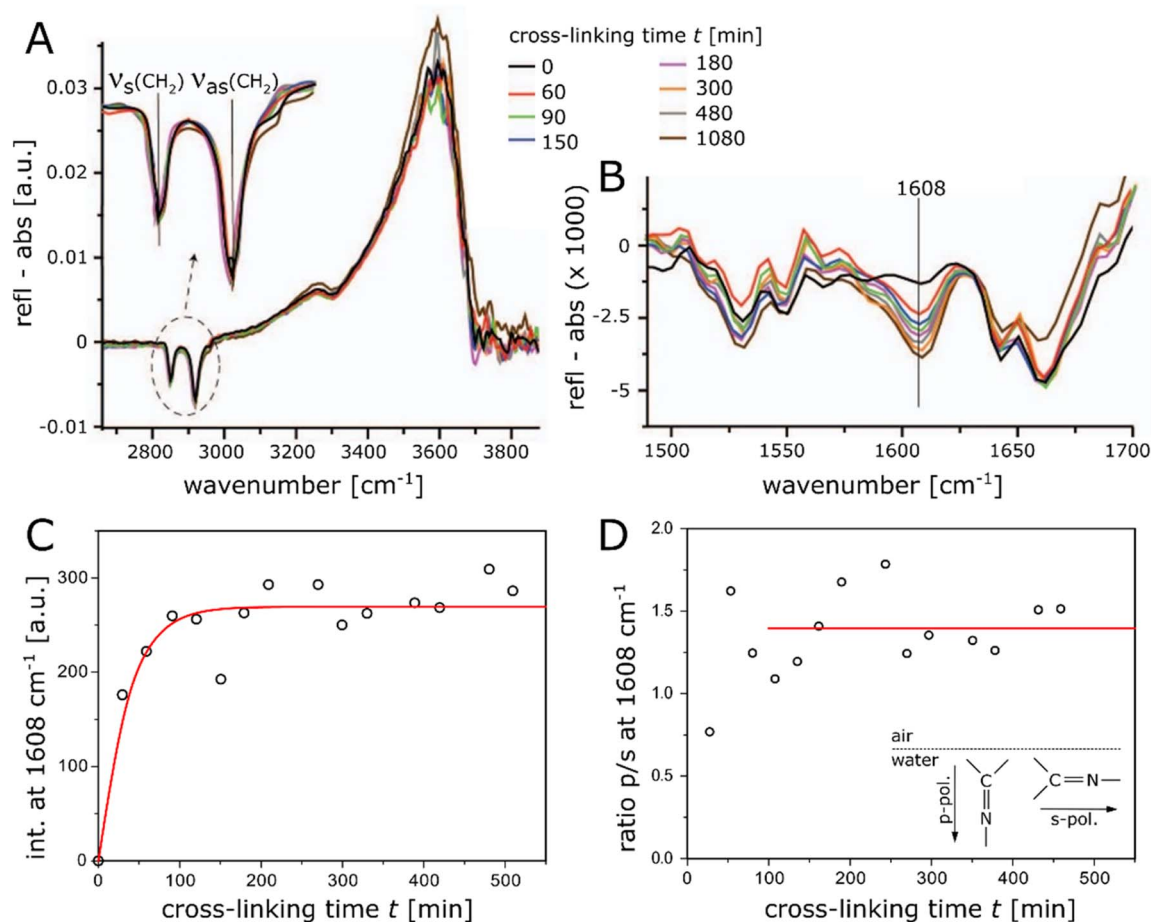 A
cross-linking time t [min]
0
60
90
150
180
300
480
1080
νs(CH2) νas(CH2)
0.03
0.02
0.01
0
-0.01
refl - abs [a.u.]
2800 3000 3200 3400 3600 3800
wavenumber [cm-1]
B
1608
0
-2.5
-5
refl - abs (x 1000)
1500 1550 1600 1650 1700
wavenumber [cm-1]
C
300
200
100
0
int. at 1608 cm-1 [a.u.]
0 100 200 300 400 500
cross-linking time t [min]
D
2.0
1.5
1.0
0.5
0.0
ratio p/s at 1608 cm-1
air
water
p-pol.
C
N
C=N
s-pol.
0 100 200 300 400 500
cross-linking time t [min]